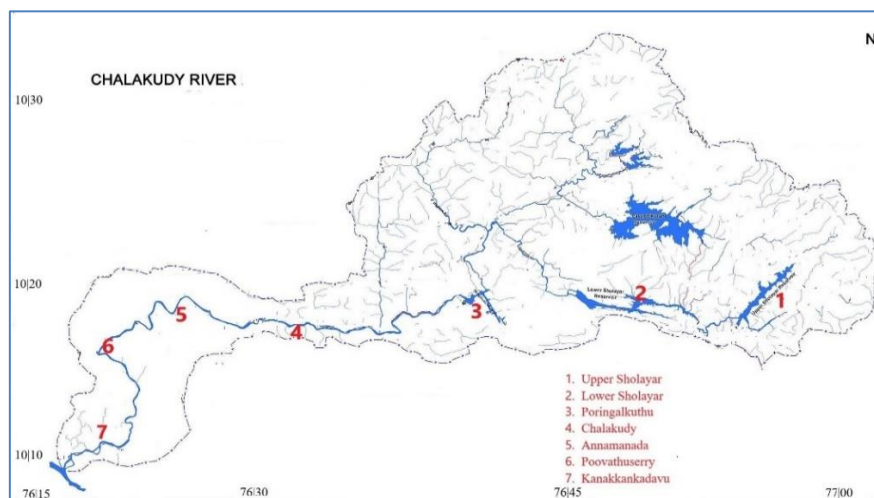 N
CHALAKUDY RIVER
10|30
10|20
Lower Sholayar
Reservoir
2
1
3
5
4
6
1. Upper Sholayar
2. Lower Sholayar
3. Poringalkuthu
4. Chalakudy
5. Annamanada
6. Poovathuserry
7. Kanakkankadavu
7
10|10
76|15
76|30
76|45
77|00